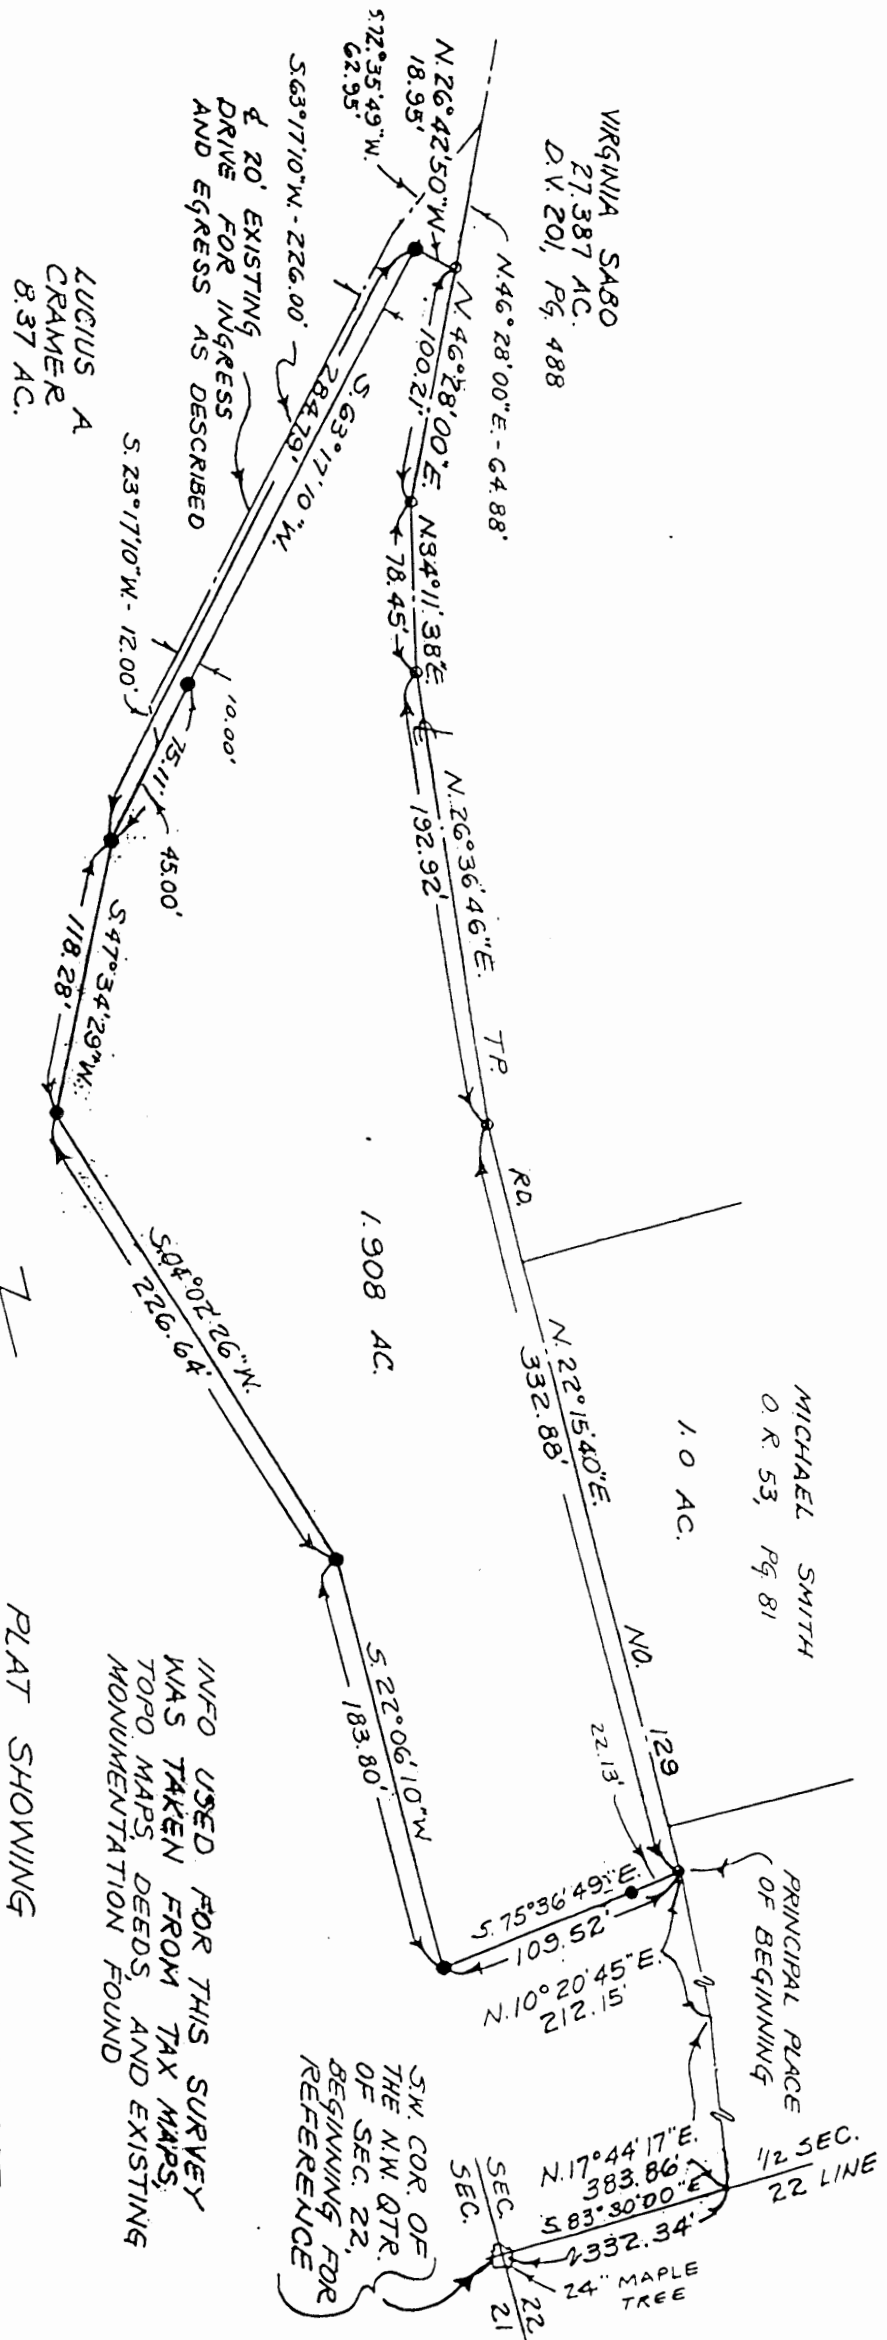 VIRGINIA SABO
27.387 AC.
D.V. 201, PG. 488
N. 46°28'00"E. - 64.88'
N. 26°42'50"W.
18.95'
S.72°35'49"W.
62.95'
S.63°17'10"W. - 226.00'
℄ 20' EXISTING
DRIVE FOR INGRESS
AND EGRESS AS DESCRIBED
LUCIUS A
CRAMER
8.37 AC.
S. 23°17'10"W. - 12.00'
N. 46°28'00"E.
100.21'
S. 63°17'10"W.
284.79'
N.34°11'38"E.
78.45'
10.00'
75.11'
45.00'
℄
N. 26°36'46"E.
192.92'
TP.
RD.
NO.
129
S.47°34'29"W.
118.28'
S.04°02'26"W.
226.64'
1.908 AC.
N. 22°15'40"E.
332.88'
MICHAEL SMITH
O.R. 53, PG. 81
1.0 AC.
22.13'
S. 22°06'10"W
183.80'
S.75°36'49"E.
109.52'
N.10°20'45"E.
212.15
PRINCIPAL PLACE
OF BEGINNING
N.17°44'17"E.
383.86'
S.83°30'00"E
332.34'
1/2 SEC.
22 LINE
24" MAPLE
TREE
SEC. 22
SEC. 21
S.W. COR. OF
THE N.W. QTR.
OF SEC. 22,
BEGINNING FOR
REFERENCE
INFO USED FOR THIS SURVEY
WAS TAKEN FROM TAX MAPS,
TOPO MAPS, DEEDS, AND EXISTING
MONUMENTATION FOUND
PLAT SHOWING